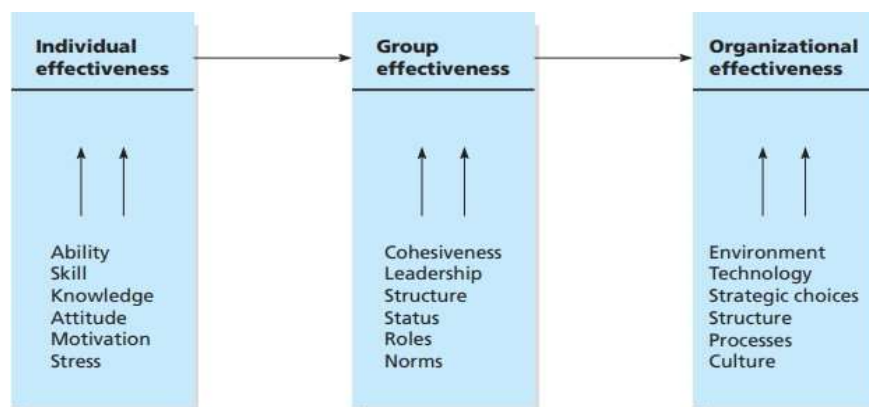 Individual
effectiveness
Group
effectiveness
Organizational
effectiveness
Ability
Skill
Knowledge
Attitude
Motivation
Stress
Cohesiveness
Leadership
Structure
Status
Roles
Norms
Environment
Technology
Strategic choices
Structure
Processes
Culture